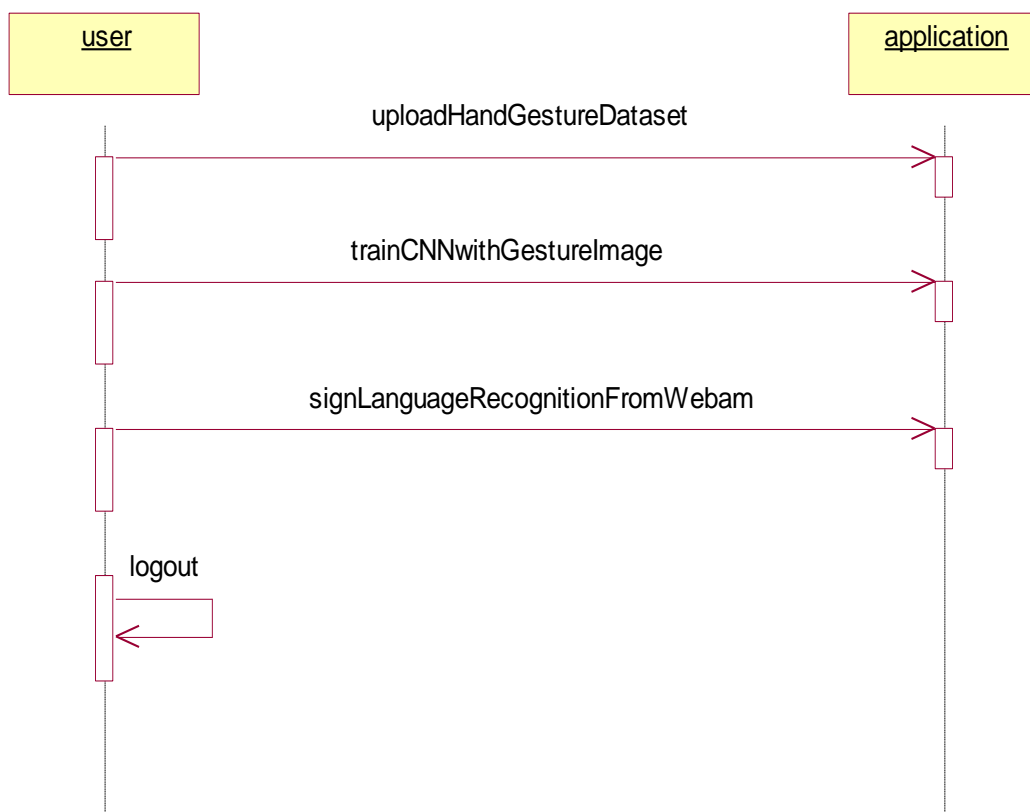 user
application
uploadHandGestureDataset
trainCNNwithGestureImage
signLanguageRecognitionFromWebam
logout